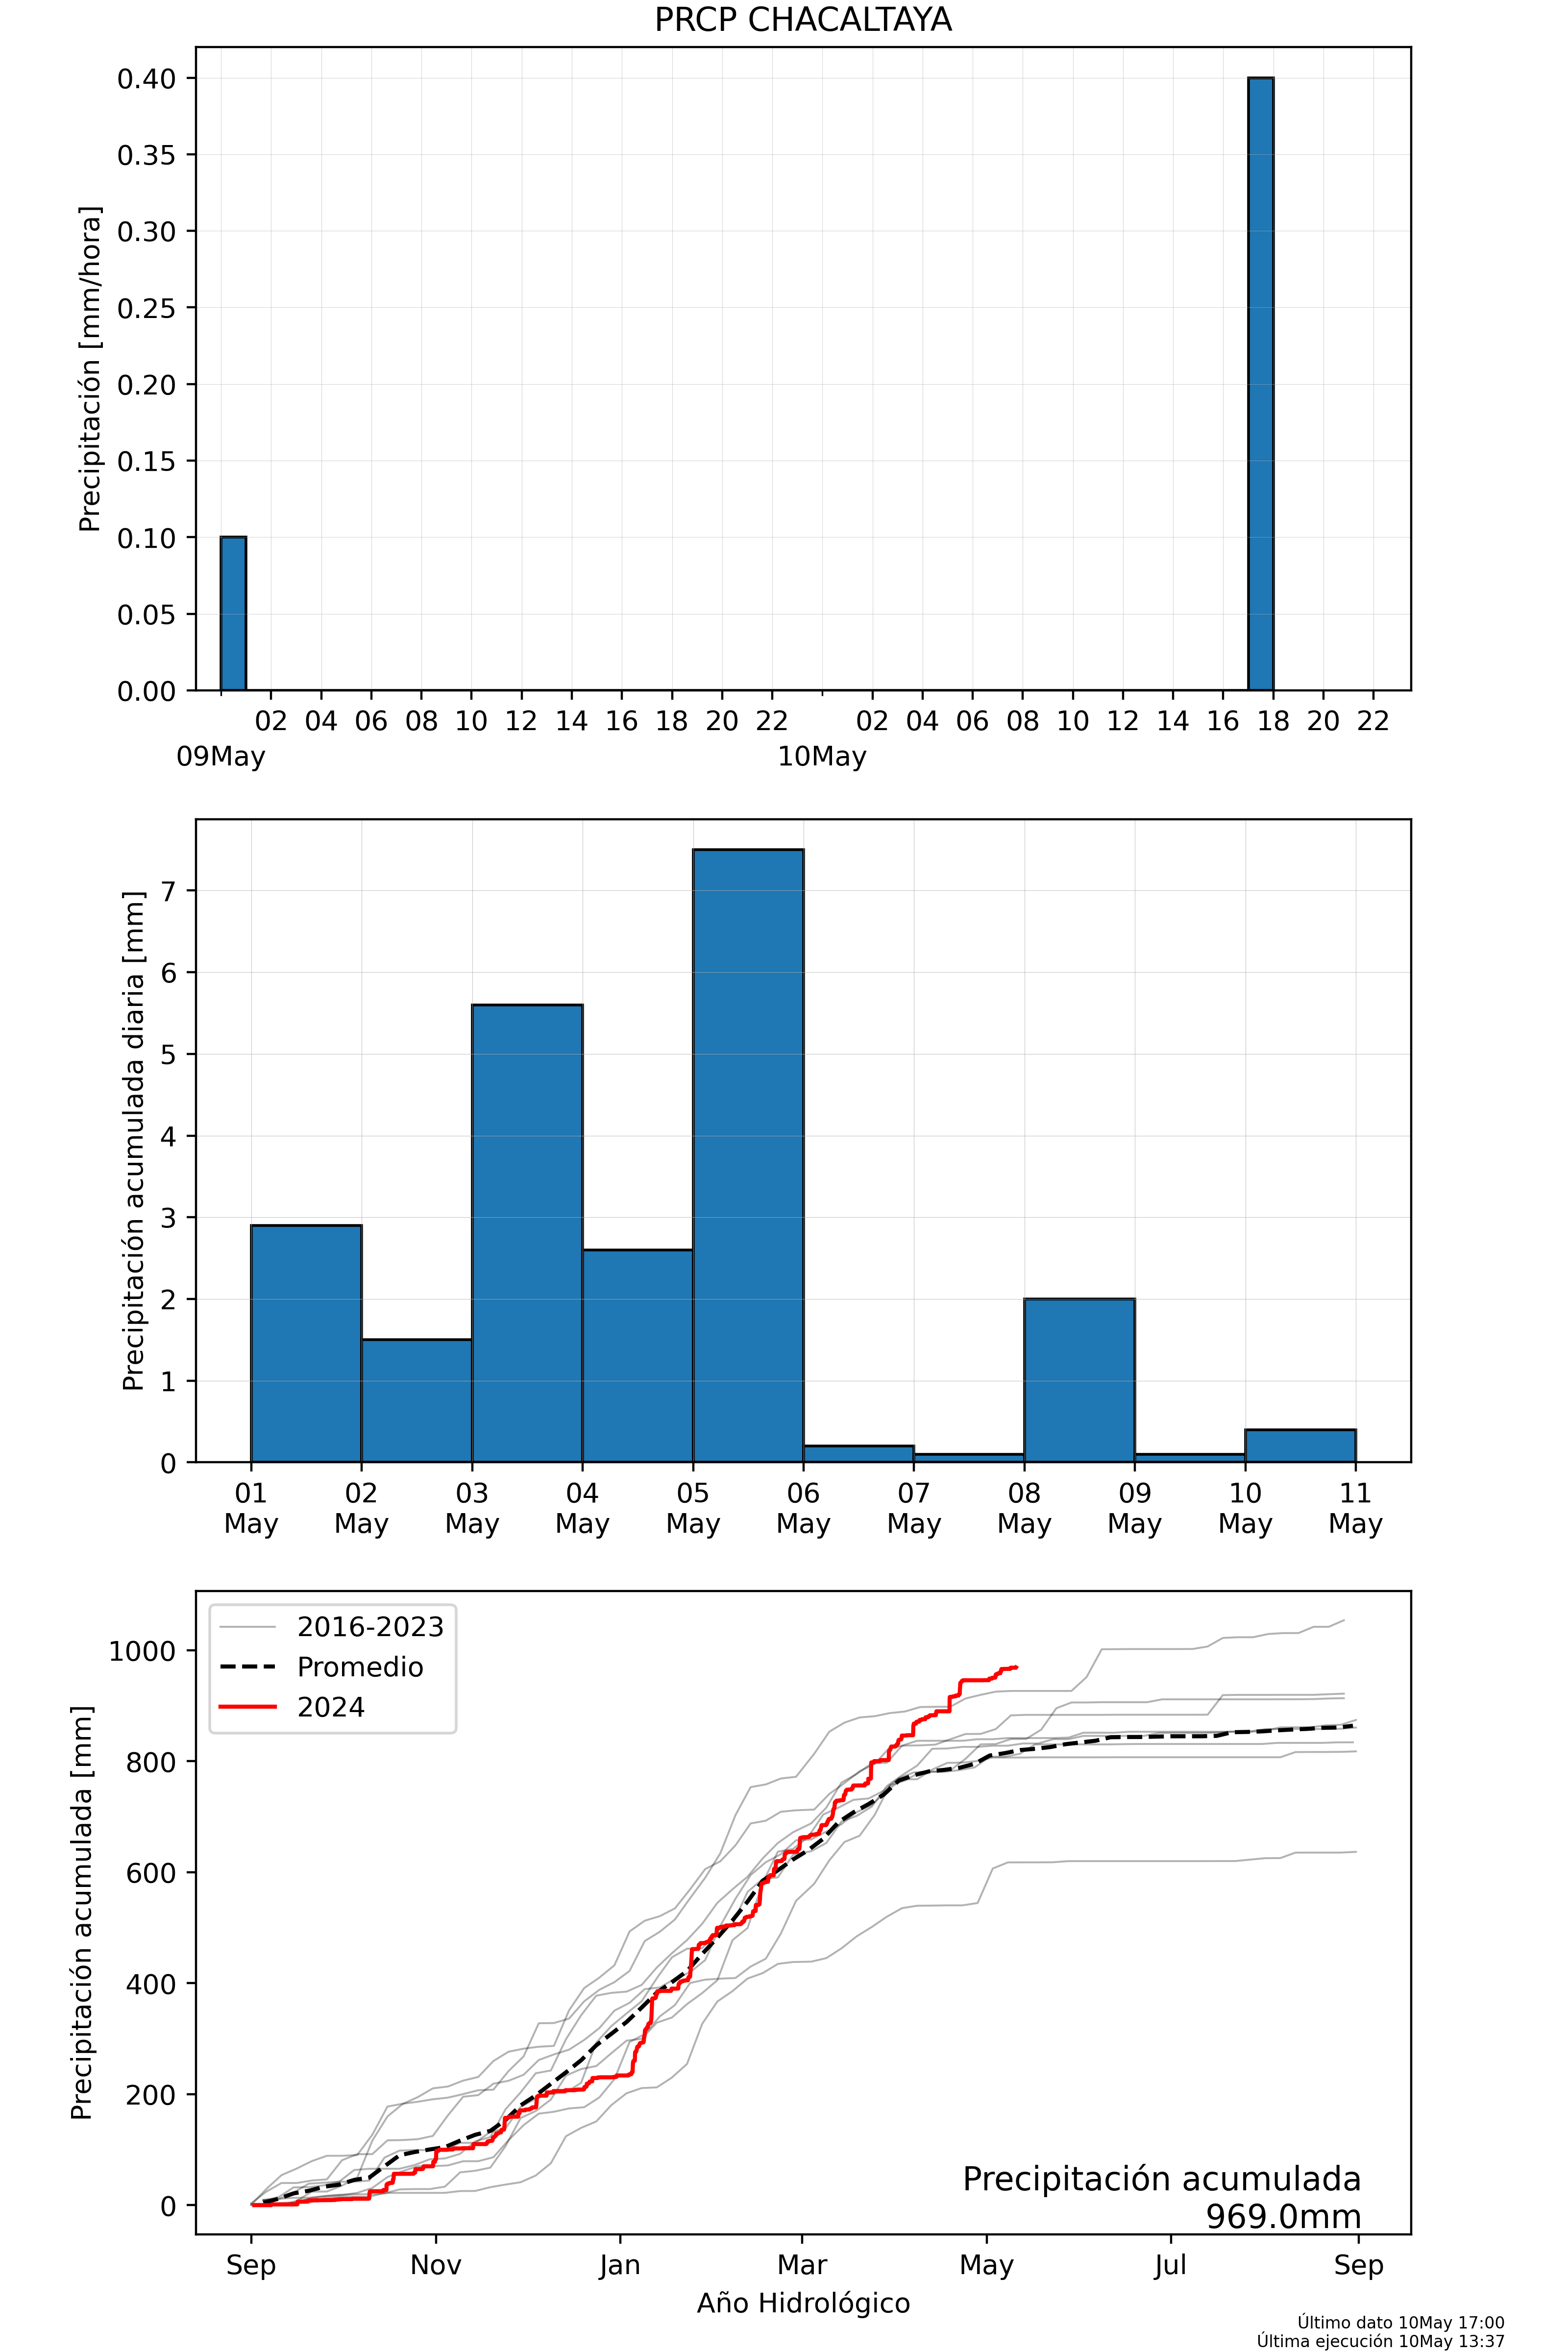 PRCP CHACALTAYA
Precipitación [mm/hora]
0.40
0.35
0.30
0.25
0.20
0.15
0.10
0.05
0.00
02 04 06 08 10 12 14 16 18 20 22 02 04 06 08 10 12 14 16 18 20 22
09May 10May
Precipitación acumulada diaria [mm]
7
6
5
4
3
2
1
0
01 02 03 04 05 06 07 08 09 10 11
May May May May May May May May May May May
Precipitación acumulada [mm]
1000
800
600
400
200
0
2016-2023
Promedio
2024
Precipitación acumulada
969.0mm
Sep Nov Jan Mar May Jul Sep
Año Hidrológico
Último dato 10May 17:00
Última ejecución 10May 13:37